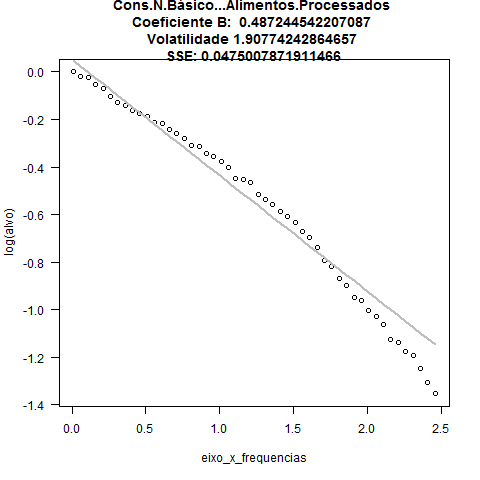 Cons.N.Básico...Alimentos.Processados
Coeficiente B:  0.487244542207087
Volatilidade 1.90774242864657
SSE: 0.0475007871911466
0.0
-0.2
-0.4
-0.6
-0.8
-1.0
-1.2
-1.4
log(alvo)
0.0 0.5 1.0 1.5 2.0 2.5
eixo_x_frequencias